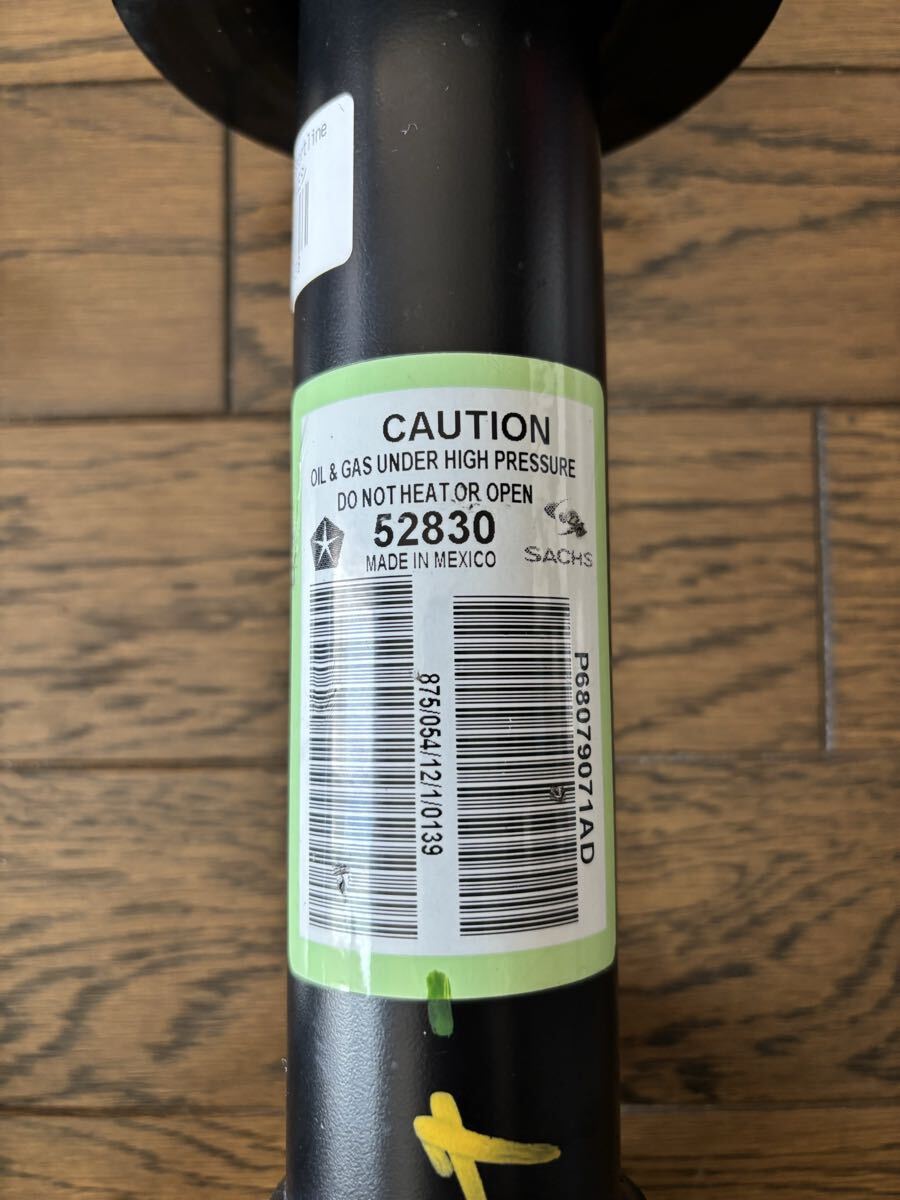 CAUTION
OIL & GAS UNDER HIGH PRESSURE
DO NOT HEAT OR OPEN
52830
MADE IN MEXICO
SACHS
875/054/12/1/0139
P68079071AD